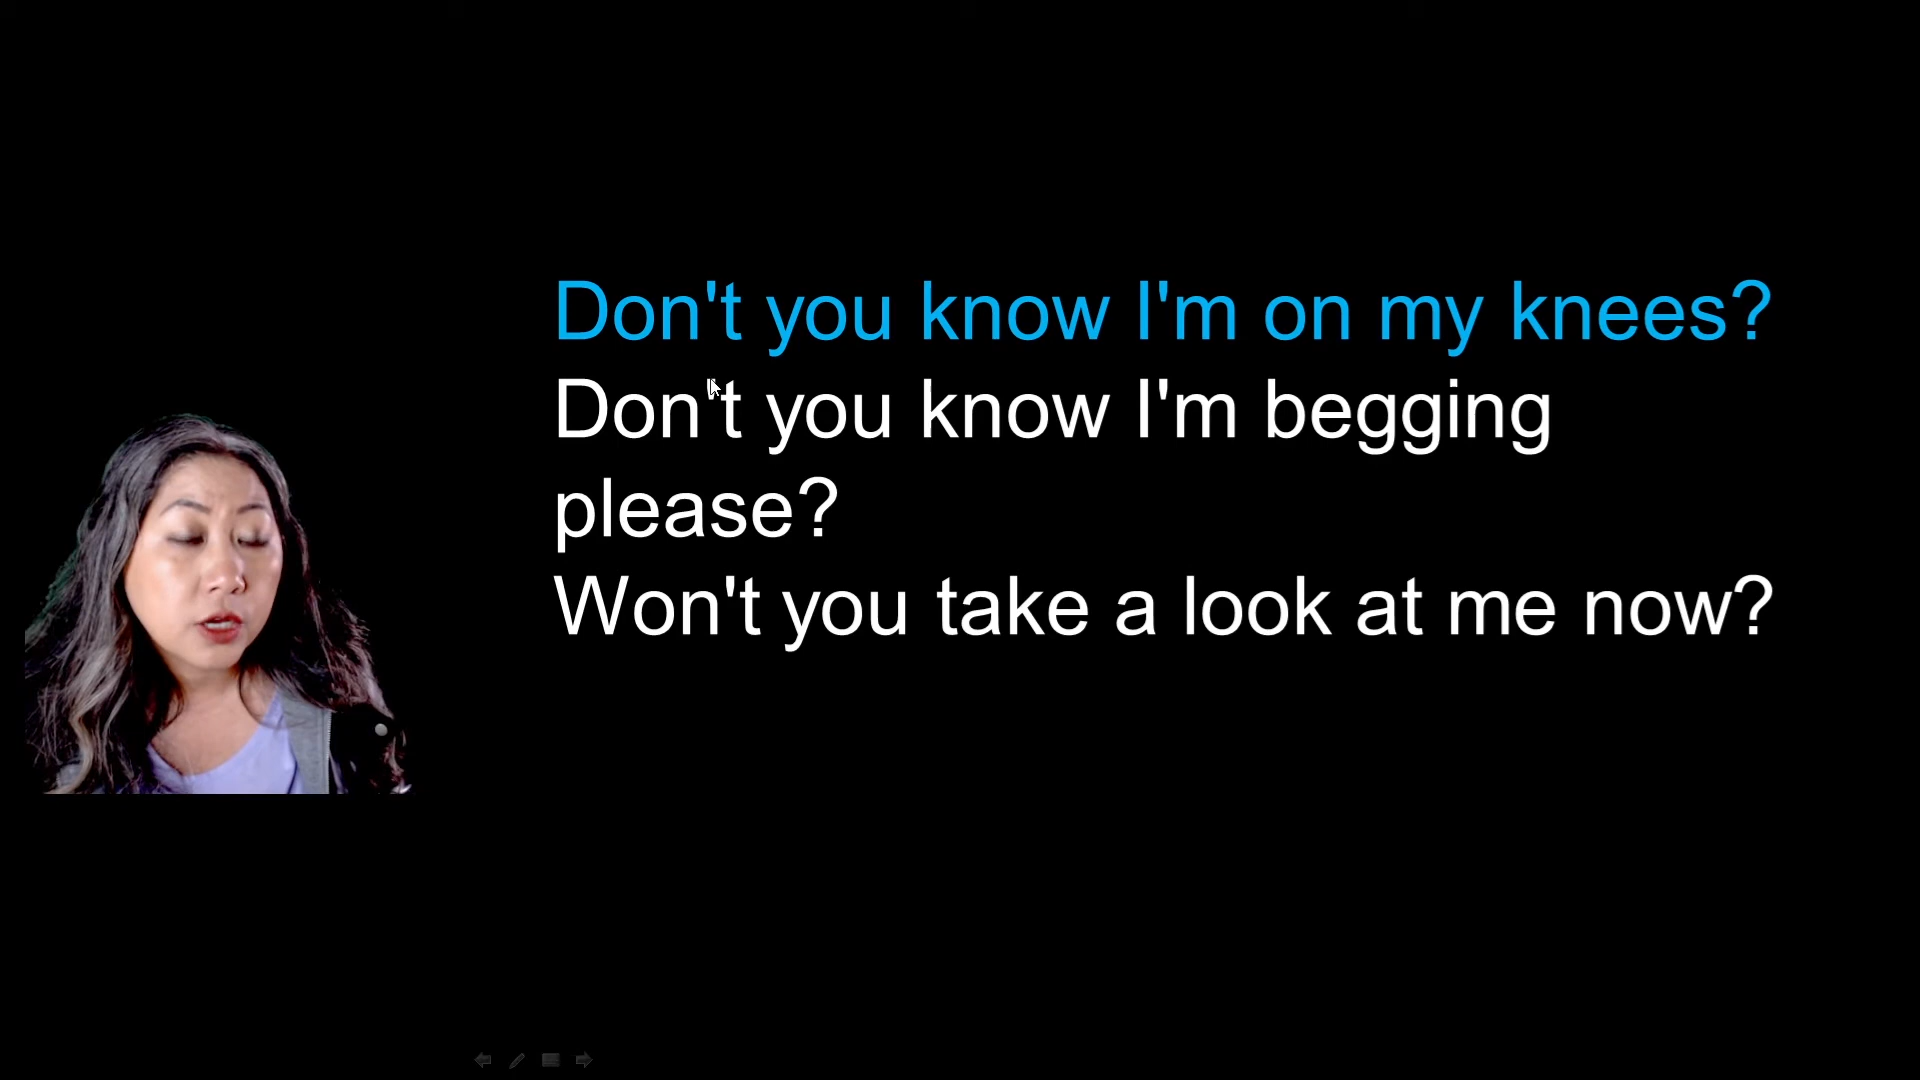 Don't you know I'm on my knees?
Don't you know I'm begging
please?
Won't you take a look at me now?